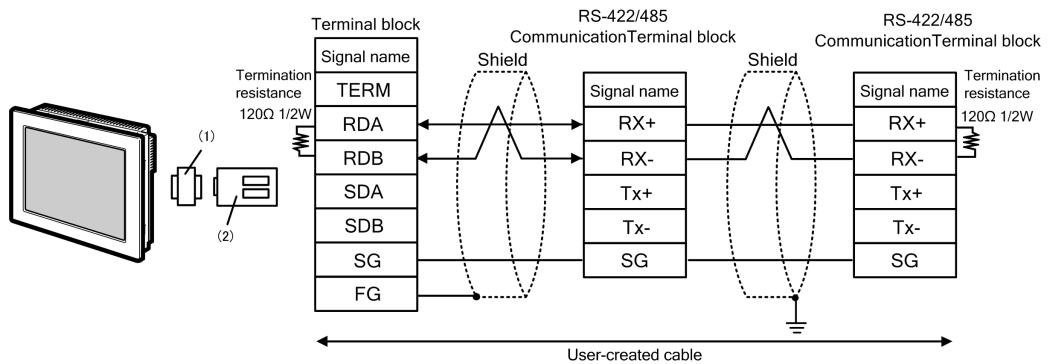 Terminal block
RS-422/485
CommunicationTerminal block
RS-422/485
CommunicationTerminal block
Shield
Shield
Signal name
TERM
RDA
RDB
SDA
SDB
SG
FG
Termination
resistance
120Ω 1/2W
(1)
(2)
Signal name
RX+
RX-
Tx+
Tx-
SG
Signal name
RX+
RX-
Tx+
Tx-
SG
Termination
resistance
120Ω 1/2W
User-created cable